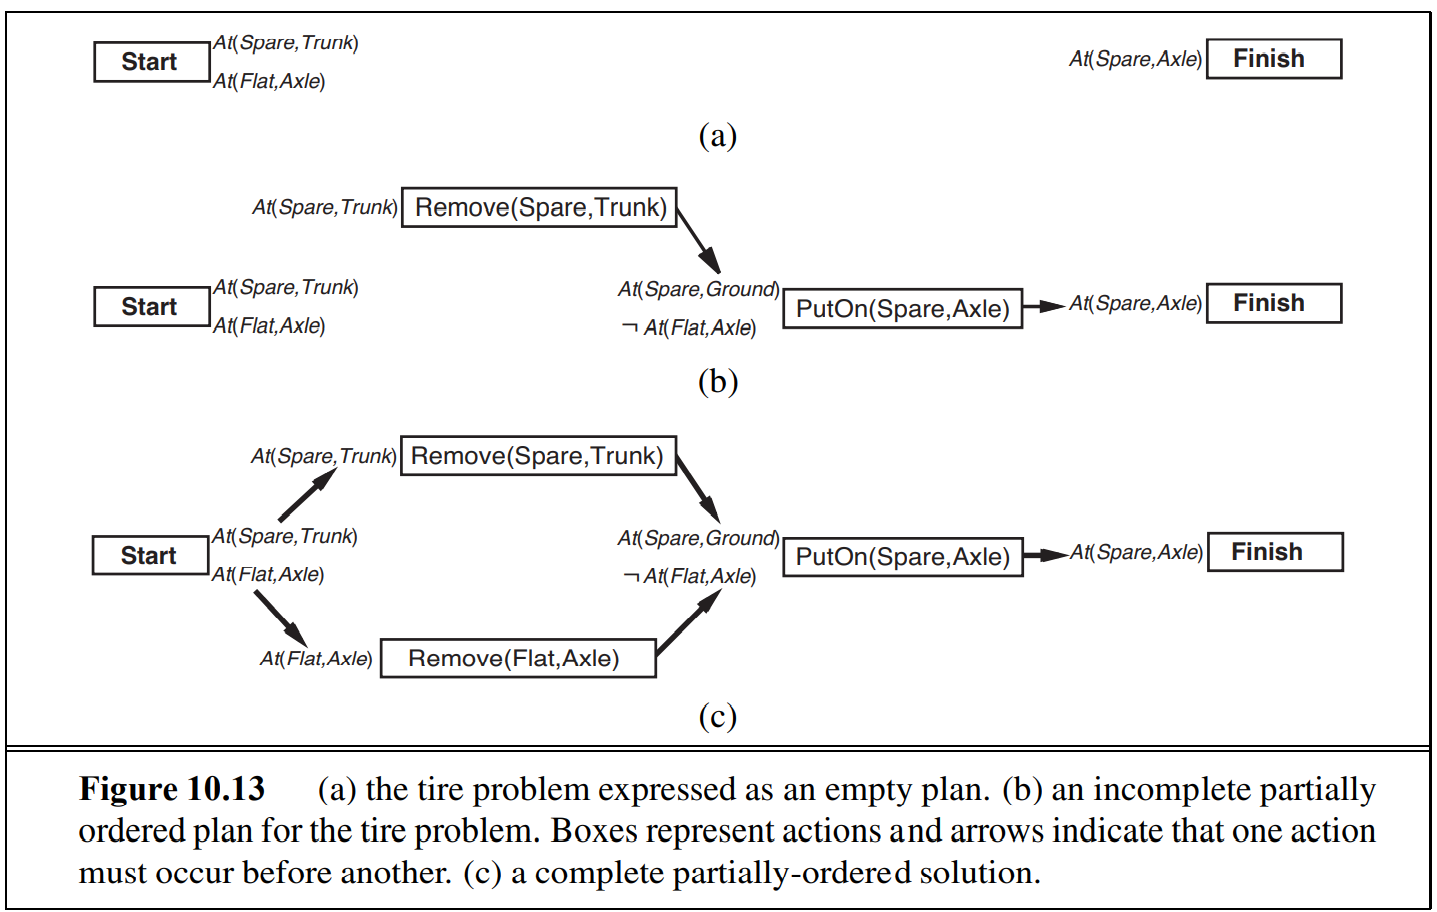 At(Spare,Trunk)
Start
At(Flat,Axle)
At(Spare,Axle) Finish
(a)
At(Spare,Trunk) Remove(Spare,Trunk)
At(Spare,Trunk)
Start
At(Flat,Axle)
At(Spare,Ground)
¬ At(Flat,Axle)
PutOn(Spare,Axle)
At(Spare,Axle) Finish
(b)
At(Spare,Trunk) Remove(Spare,Trunk)
At(Spare,Trunk)
Start
At(Flat,Axle)
At(Spare,Ground)
¬ At(Flat,Axle)
PutOn(Spare,Axle)
At(Spare,Axle) Finish
At(Flat,Axle) Remove(Flat,Axle)
(c)
Figure 10.13 (a) the tire problem expressed as an empty plan. (b) an incomplete partially
ordered plan for the tire problem. Boxes represent actions and arrows indicate that one action
must occur before another. (c) a complete partially-ordered solution.